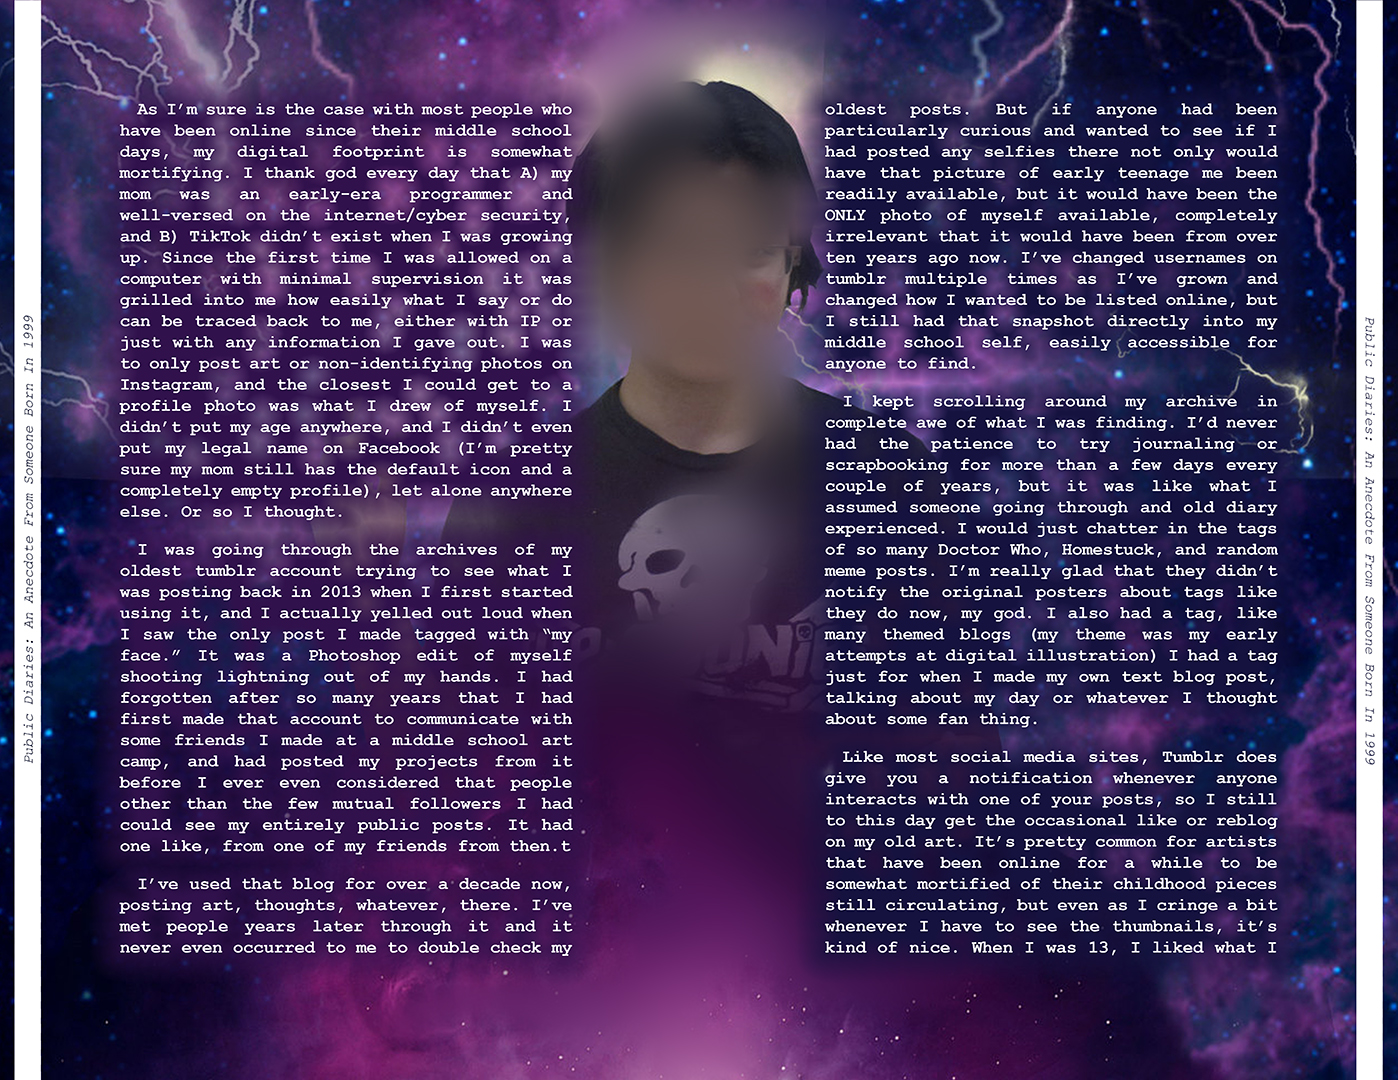 Public Diaries: An Anecdote From Someone Born In 1999
As I’m sure is the case with most people who
have been online since their middle school
days, my digital footprint is somewhat
mortifying. I thank god every day that A) my
mom was an early-era programmer and
well-versed on the internet/cyber security,
and B) TikTok didn’t exist when I was growing
up. Since the first time I was allowed on a
computer with minimal supervision it was
grilled into me how easily what I say or do
can be traced back to me, either with IP or
just with any information I gave out. I was
to only post art or non-identifying photos on
Instagram, and the closest I could get to a
profile photo was what I drew of myself. I
didn’t put my age anywhere, and I didn’t even
put my legal name on Facebook (I’m pretty
sure my mom still has the default icon and a
completely empty profile), let alone anywhere
else. Or so I thought.
I was going through the archives of my
oldest tumblr account trying to see what I
was posting back in 2013 when I first started
using it, and I actually yelled out loud when
I saw the only post I made tagged with “my
face.” It was a Photoshop edit of myself
shooting lightning out of my hands. I had
forgotten after so many years that I had
first made that account to communicate with
some friends I made at a middle school art
camp, and had posted my projects from it
before I ever even considered that people
other than the few mutual followers I had
could see my entirely public posts. It had
one like, from one of my friends from then.t
I’ve used that blog for over a decade now,
posting art, thoughts, whatever, there. I’ve
met people years later through it and it
never even occurred to me to double check my
oldest posts. But if anyone had been
particularly curious and wanted to see if I
had posted any selfies there not only would
have that picture of early teenage me been
readily available, but it would have been the
ONLY photo of myself available, completely
irrelevant that it would have been from over
ten years ago now. I’ve changed usernames on
tumblr multiple times as I’ve grown and
changed how I wanted to be listed online, but
I still had that snapshot directly into my
middle school self, easily accessible for
anyone to find.
I kept scrolling around my archive in
complete awe of what I was finding. I’d never
had the patience to try journaling or
scrapbooking for more than a few days every
couple of years, but it was like what I
assumed someone going through and old diary
experienced. I would just chatter in the tags
of so many Doctor Who, Homestuck, and random
meme posts. I’m really glad that they didn’t
notify the original posters about tags like
they do now, my god. I also had a tag, like
many themed blogs (my theme was my early
attempts at digital illustration) I had a tag
just for when I made my own text blog post,
talking about my day or whatever I thought
about some fan thing.
Like most social media sites, Tumblr does
give you a notification whenever anyone
interacts with one of your posts, so I still
to this day get the occasional like or reblog
on my old art. It’s pretty common for artists
that have been online for a while to be
somewhat mortified of their childhood pieces
still circulating, but even as I cringe a bit
whenever I have to see the thumbnails, it’s
kind of nice. When I was 13, I liked what I
Public Diaries: An Anecdote From Someone Born In 1999